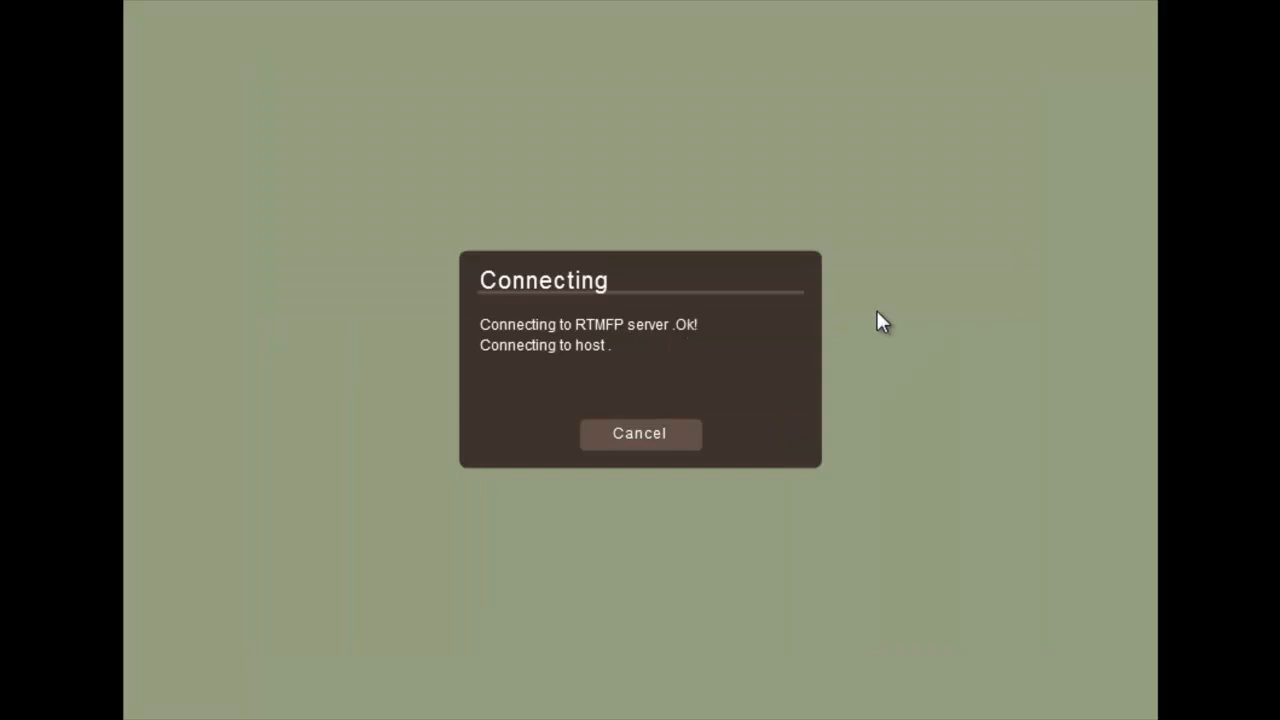 Connecting
Connecting to RTMFP server .Ok!
Connecting to host .
Cancel